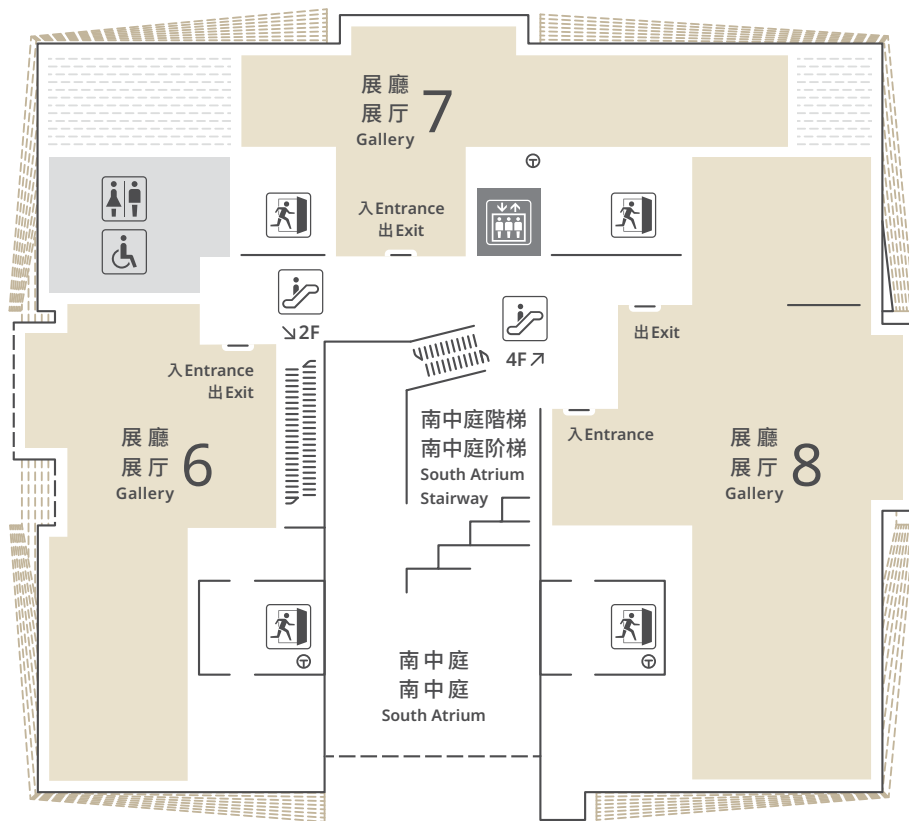 展廳
展厅
Gallery
7
入Entrance
出Exit
↘2F
4F↗
出Exit
入Entrance
出Exit
入Entrance
南中庭階梯
南中庭阶梯
South Atrium
Stairway
展廳
展厅
Gallery
6
展廳
展厅
Gallery
8
南中庭
南中庭
South Atrium